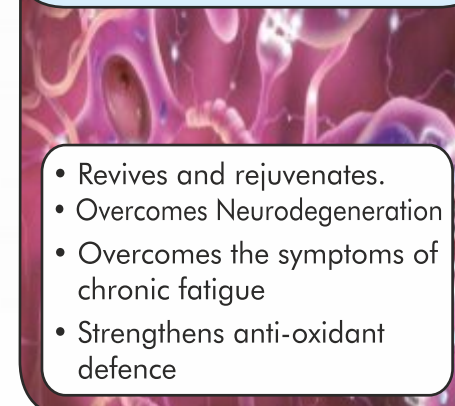 • Revives and rejuvenates.
• Overcomes Neurodegeneration
• Overcomes the symptoms of
chronic fatigue
• Strengthens anti-oxidant
defence